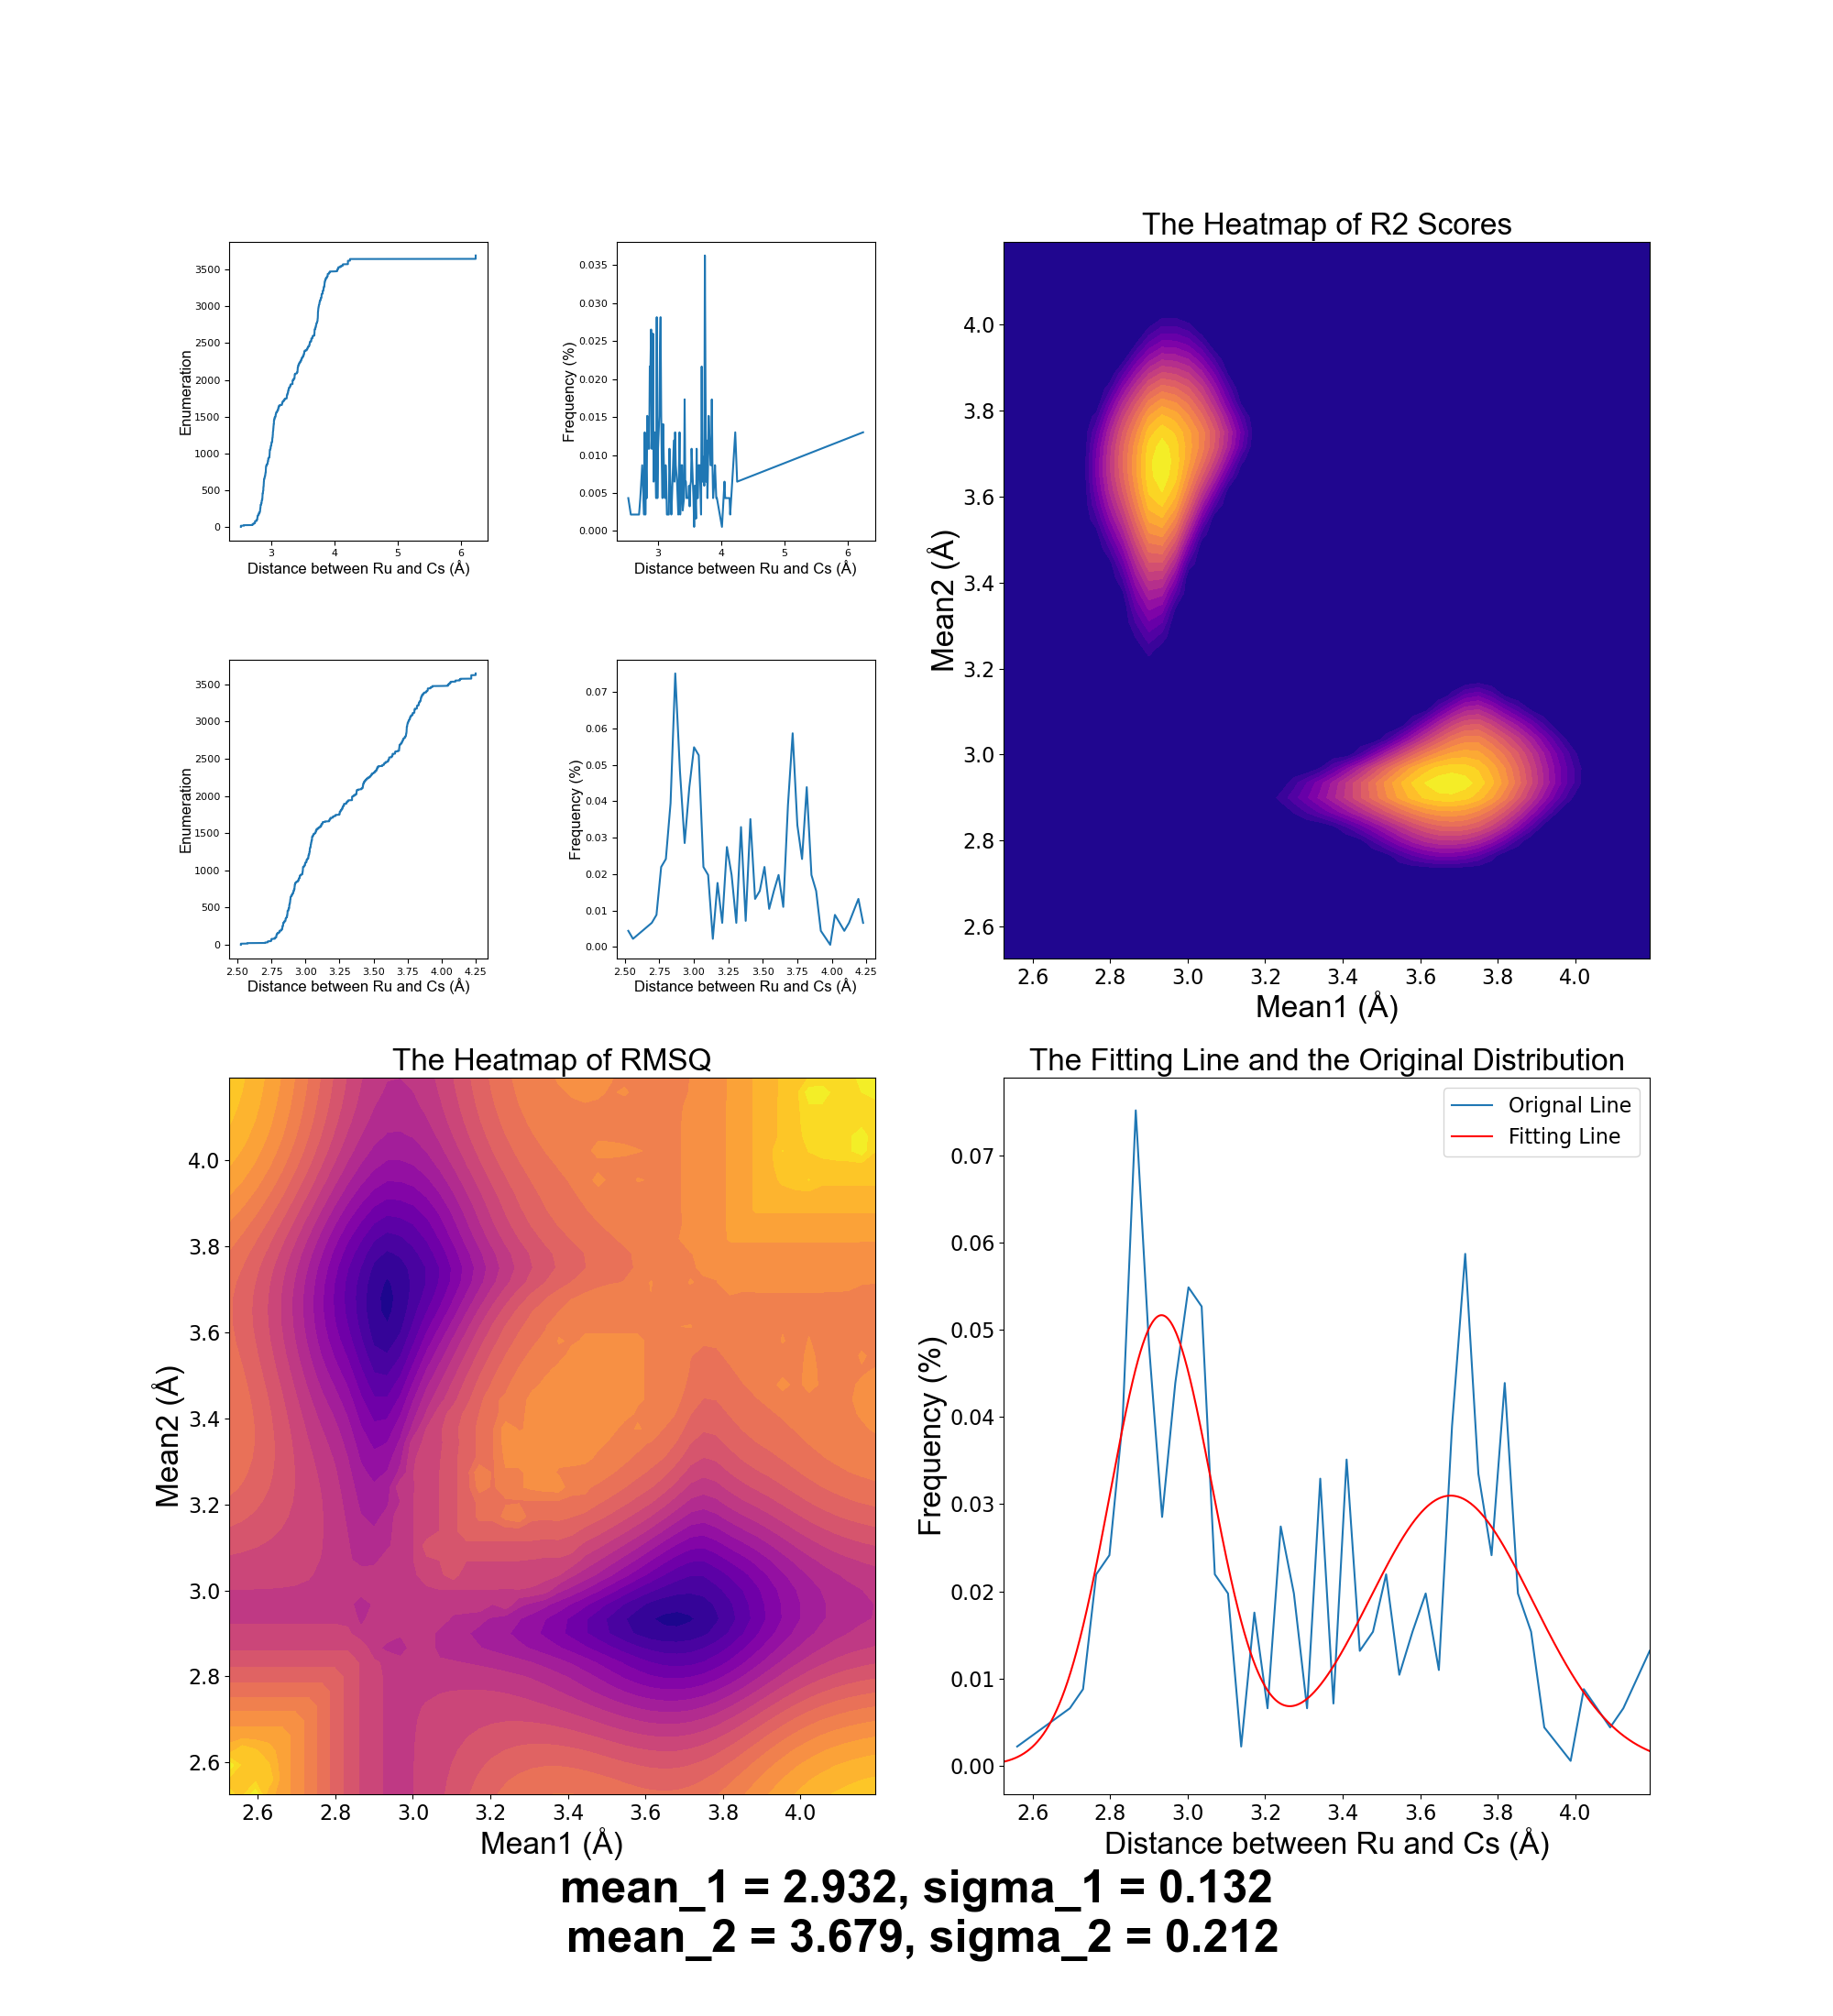 Enumeration
3500
3000
2500
2000
1500
1000
500
0
3 4 5 6
Distance between Ru and Cs (Å)
Frequency (%)
0.035
0.030
0.025
0.020
0.015
0.010
0.005
0.000
3 4 5 6
Distance between Ru and Cs (Å)
The Heatmap of R2 Scores
Mean2 (Å)
4.0
3.8
3.6
3.4
3.2
3.0
2.8
2.6
2.6 2.8 3.0 3.2 3.4 3.6 3.8 4.0
Mean1 (Å)
Enumeration
3500
3000
2500
2000
1500
1000
500
0
2.50 2.75 3.00 3.25 3.50 3.75 4.00 4.25
Distance between Ru and Cs (Å)
Frequency (%)
0.07
0.06
0.05
0.04
0.03
0.02
0.01
0.00
2.50 2.75 3.00 3.25 3.50 3.75 4.00 4.25
Distance between Ru and Cs (Å)
The Heatmap of RMSQ
Mean2 (Å)
4.0
3.8
3.6
3.4
3.2
3.0
2.8
2.6
2.6 2.8 3.0 3.2 3.4 3.6 3.8 4.0
Mean1 (Å)
The Fitting Line and the Original Distribution
Orignal Line
Fitting Line
Frequency (%)
0.07
0.06
0.05
0.04
0.03
0.02
0.01
0.00
2.6 2.8 3.0 3.2 3.4 3.6 3.8 4.0
Distance between Ru and Cs (Å)
mean_1 = 2.932, sigma_1 = 0.132
mean_2 = 3.679, sigma_2 = 0.212